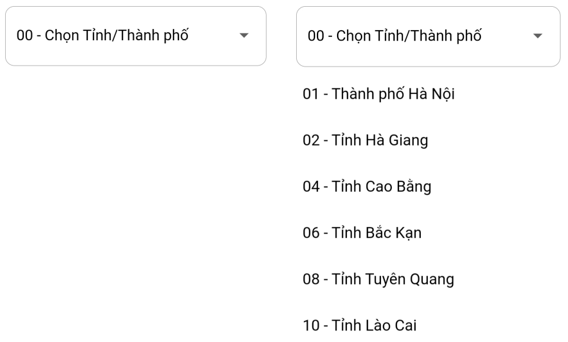 00 - Chọn Tỉnh/Thành phố
00 - Chọn Tỉnh/Thành phố
01 - Thành phố Hà Nội
02 - Tỉnh Hà Giang
04 - Tỉnh Cao Bằng
06 - Tỉnh Bắc Kạn
08 - Tỉnh Tuyên Quang
10 - Tỉnh Lào Cai